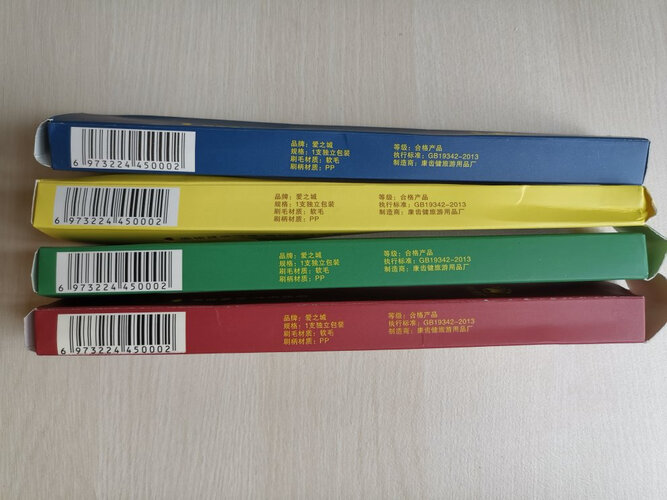 品牌：爱之城
规格：1支独立包装
刷毛材质：软毛
刷柄材质：PP
等级：合格产品
执行标准：GB19342-2013
制造商：康齿健旅游用品厂
6 973224 450002
品牌：爱之城
规格：1支独立包装
刷毛材质：软毛
刷柄材质：PP
等级：合格产品
执行标准：GB19342-2013
制造商：康齿健旅游用品厂
6 973224 450002
品牌：爱之城
规格：1支独立包装
刷毛材质：软毛
刷柄材质：PP
等级：合格产品
执行标准：GB19342-2013
制造商：康齿健旅游用品厂
6 973224 450002
品牌：爱之城
规格：1支独立包装
刷毛材质：软毛
刷柄材质：PP
等级：合格产品
执行标准：GB19342-2013
制造商：康齿健旅游用品厂
6 973224 450002